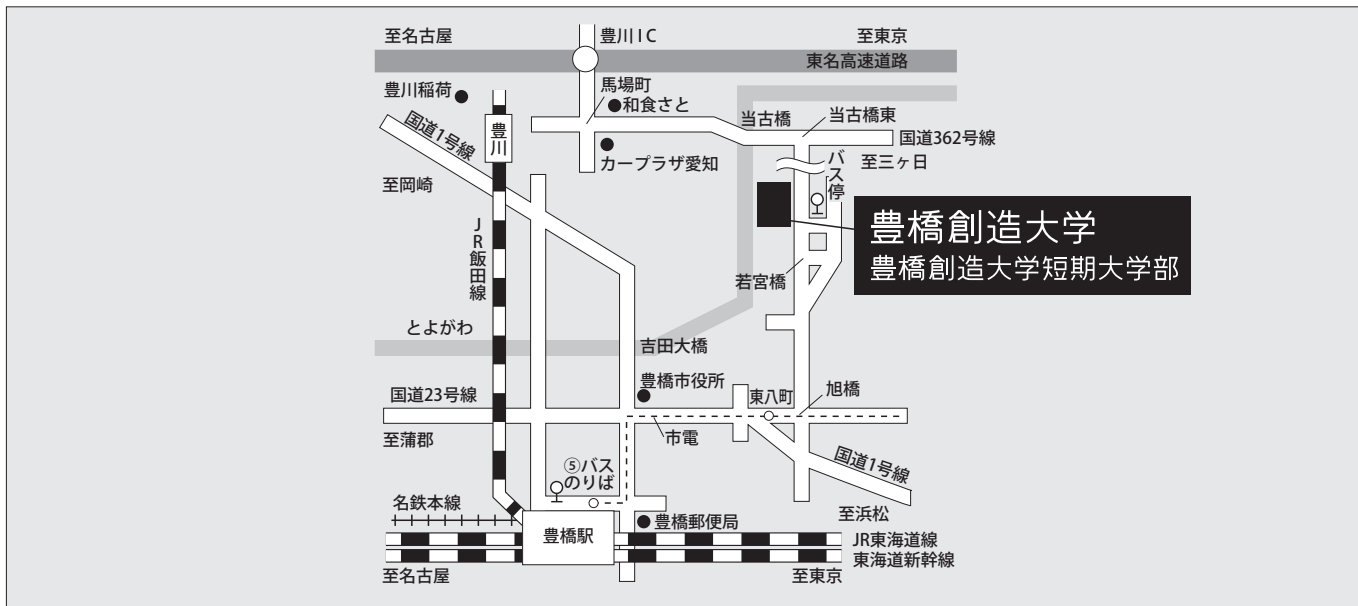 至名古屋
豊川IC
至東京
東名高速道路
豊川稲荷
馬場町
和食さと
当古橋
当古橋東
国道362号線
国道1号線
豊川
カープラザ愛知
バス停
至三ヶ日
至岡崎
JR飯田線
豊橋創造大学
豊橋創造大学短期大学部
若宮橋
とよがわ
吉田大橋
豊橋市役所
国道23号線
東八町
旭橋
至蒲郡
市電
⑤バス
のりば
国道1号線
名鉄本線
至浜松
豊橋駅
豊橋郵便局
JR東海道線
東海道新幹線
至名古屋
至東京